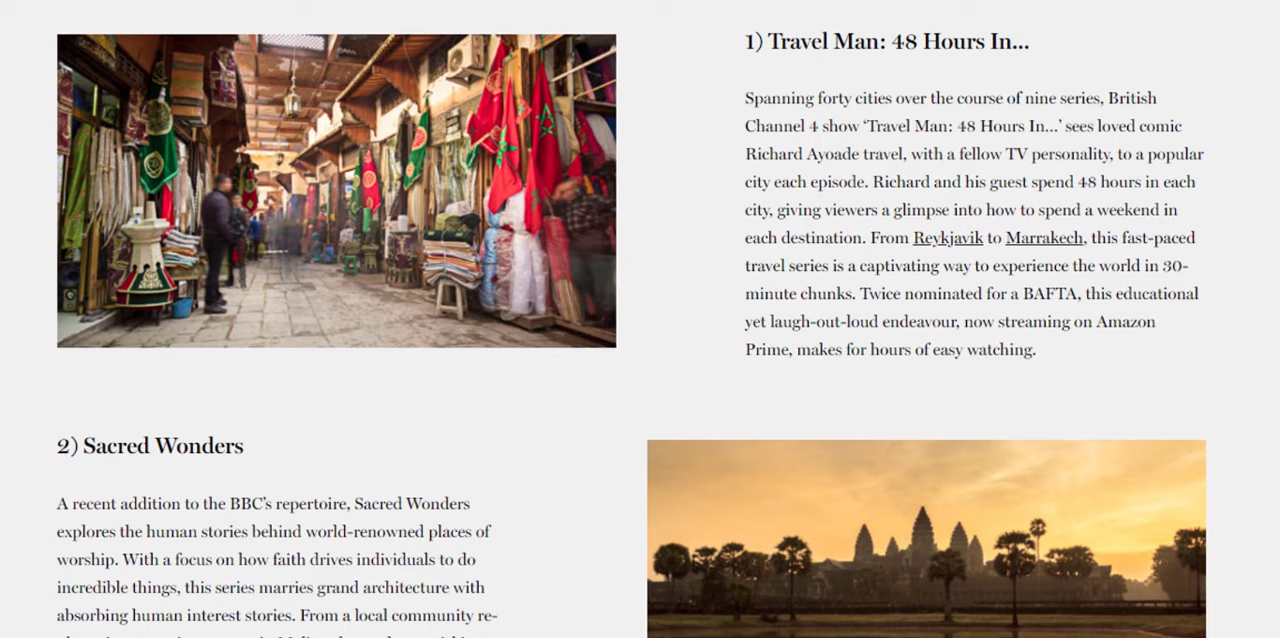 1) Travel Man: 48 Hours In...
Spanning forty cities over the course of nine series, British
Channel 4 show ‘Travel Man: 48 Hours In...’ sees loved comic
Richard Ayoade travel, with a fellow TV personality, to a popular
city each episode. Richard and his guest spend 48 hours in each
city, giving viewers a glimpse into how to spend a weekend in
each destination. From Reykjavik to Marrakech, this fast-paced
travel series is a captivating way to experience the world in 30-
minute chunks. Twice nominated for a BAFTA, this educational
yet laugh-out-loud endeavour, now streaming on Amazon
Prime, makes for hours of easy watching.
2) Sacred Wonders
A recent addition to the BBC’s repertoire, Sacred Wonders
explores the human stories behind world-renowned places of
worship. With a focus on how faith drives individuals to do
incredible things, this series marries grand architecture with
absorbing human interest stories. From a local community re-